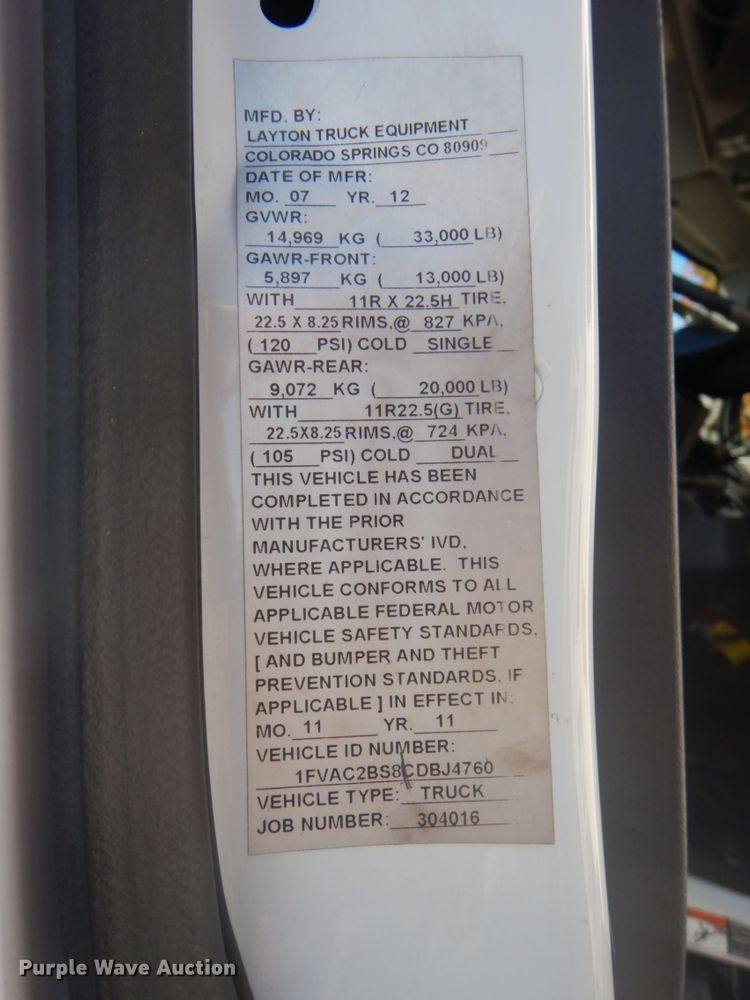 MFD. BY:
LAYTON TRUCK EQUIPMENT
COLORADO SPRINGS CO 80909
DATE OF MFR:
MO. 07 YR. 12
GVWR:
14,969 KG ( 33,000 LB)
GAWR-FRONT:
5,897 KG ( 13,000 LB)
WITH 11R X 22.5H TIRE,
22.5 X 8.25 RIMS,@ 827 KPA,
( 120 PSI) COLD SINGLE
GAWR-REAR:
9,072 KG ( 20,000 LB)
WITH 11R22.5(G) TIRE,
22.5X8.25 RIMS,@ 724 KPA,
( 105 PSI) COLD DUAL
THIS VEHICLE HAS BEEN
COMPLETED IN ACCORDANCE
WITH THE PRIOR
MANUFACTURERS' IVD,
WHERE APPLICABLE. THIS
VEHICLE CONFORMS TO ALL
APPLICABLE FEDERAL MOTOR
VEHICLE SAFETY STANDARDS,
[ AND BUMPER AND THEFT
PREVENTION STANDARDS, IF
APPLICABLE ] IN EFFECT IN:
MO. 11 YR. 11
VEHICLE ID NUMBER:
1FVAC2BS8CDBJ4760
VEHICLE TYPE: TRUCK
JOB NUMBER: 304016
Purple Wave Auction